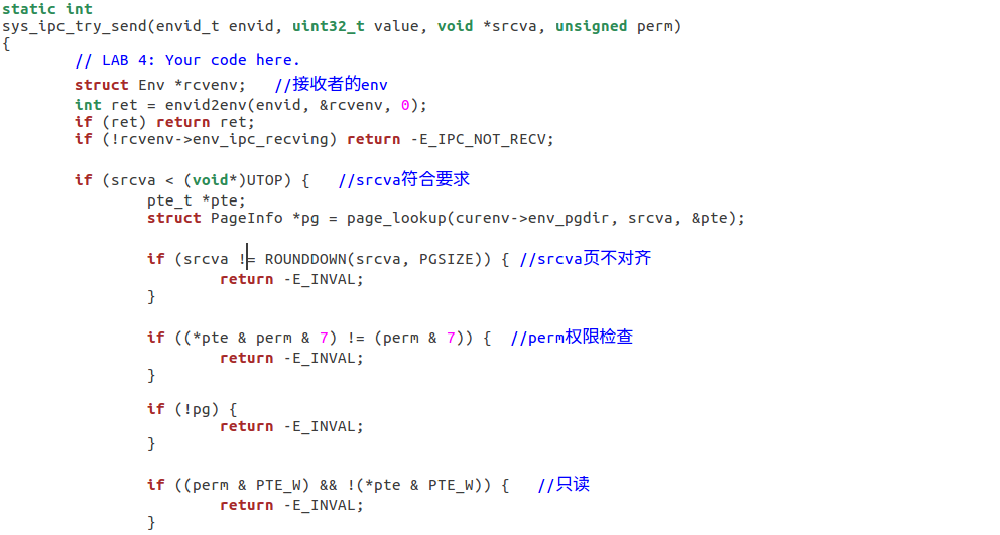 static int
sys_ipc_try_send(envid_t envid, uint32_t value, void *srcva, unsigned perm)
{
        // LAB 4: Your code here.
        struct Env *rcvenv;   //接收者的env
        int ret = envid2env(envid, &rcvenv, 0);
        if (ret) return ret;
        if (!rcvenv->env_ipc_recving) return -E_IPC_NOT_RECV;

        if (srcva < (void*)UTOP) {   //srcva符合要求
                pte_t *pte;
                struct PageInfo *pg = page_lookup(curenv->env_pgdir, srcva, &pte);

                if (srcva != ROUNDDOWN(srcva, PGSIZE)) { //srcva页不对齐
                        return -E_INVAL;
                }

                if ((*pte & perm & 7) != (perm & 7)) {  //perm权限检查
                        return -E_INVAL;
                }

                if (!pg) {
                        return -E_INVAL;
                }

                if ((perm & PTE_W) && !(*pte & PTE_W)) {   //只读
                        return -E_INVAL;
                }